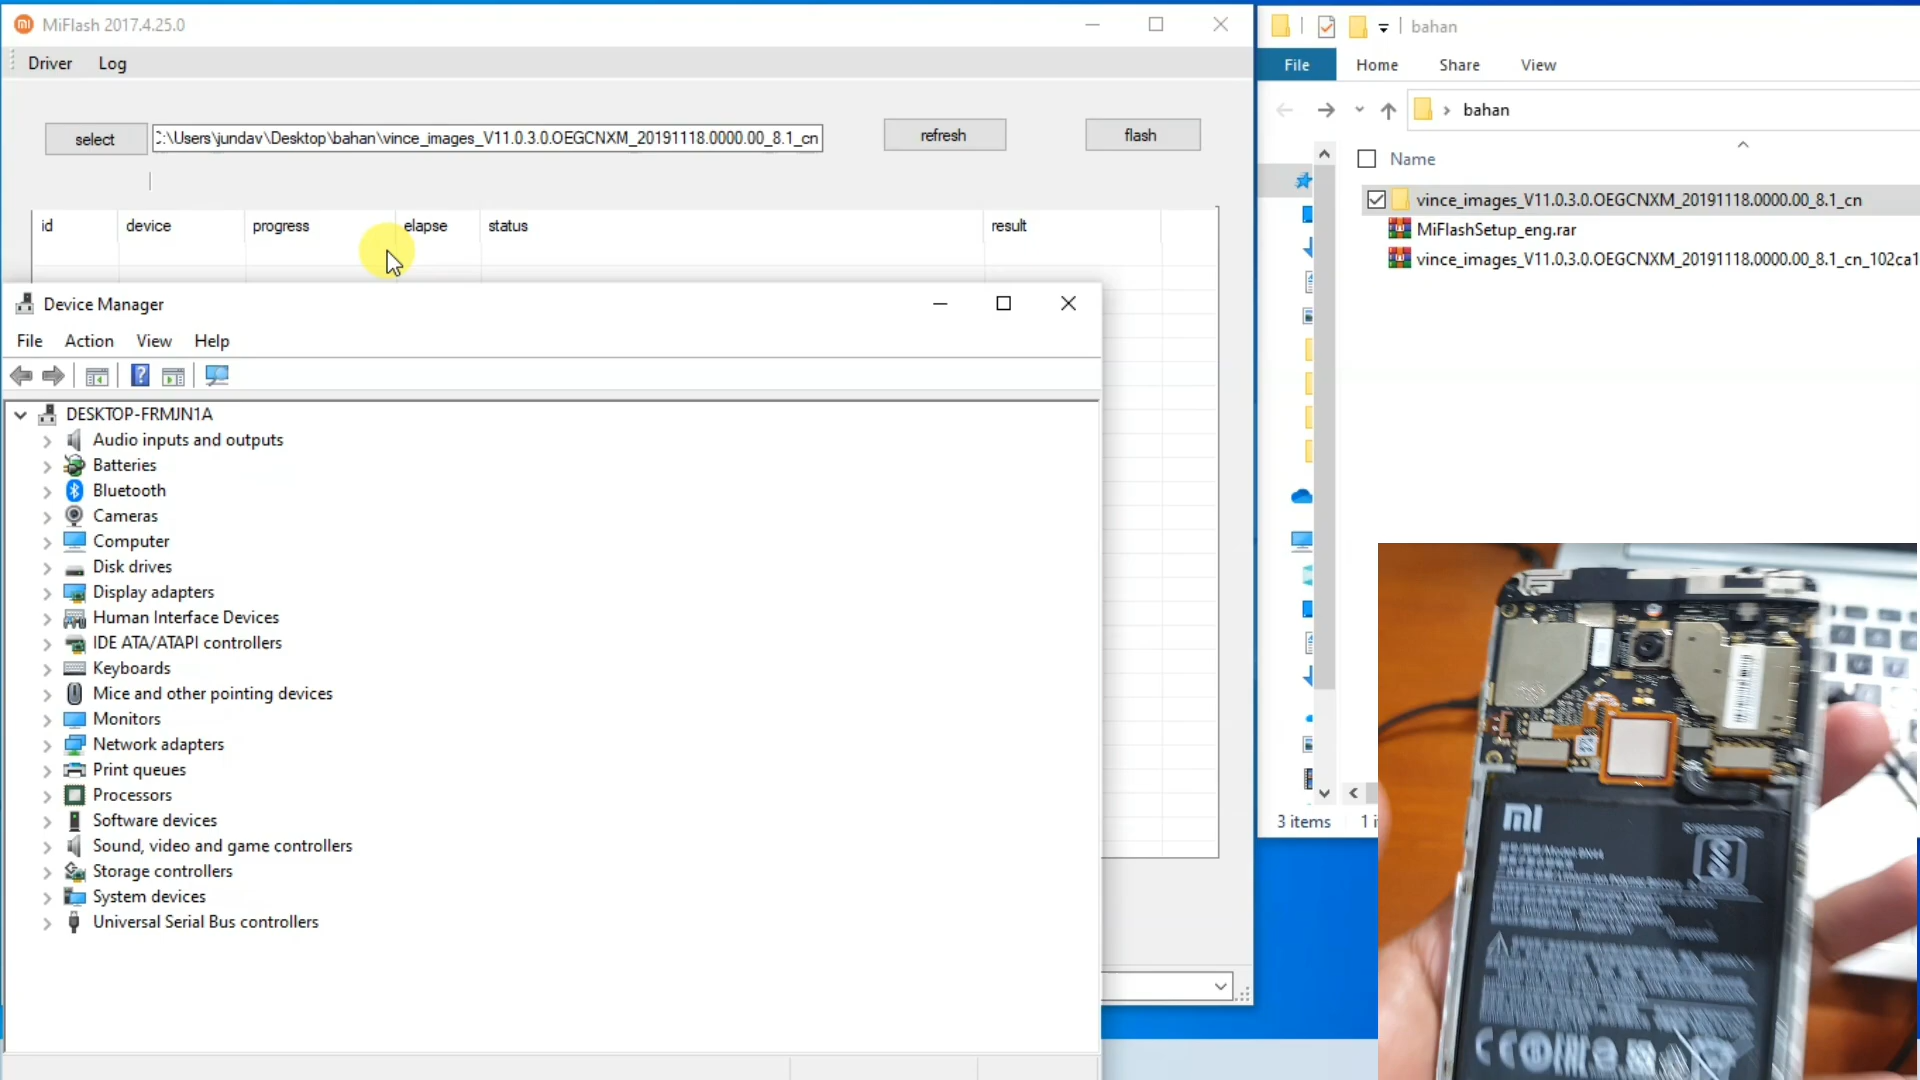 MiFlash 2017.4.25.0
Driver Log
select
C:\Users\jundav\Desktop\bahan\vince_images_V11.0.3.0.OEGCNXM_20191118.0000.00_8.1_cn
refresh
flash
id device progress elapse status result
Device Manager
File Action View Help
DESKTOP-FRMJN1A
Audio inputs and outputs
Batteries
Bluetooth
Cameras
Computer
Disk drives
Display adapters
Human Interface Devices
IDE ATA/ATAPI controllers
Keyboards
Mice and other pointing devices
Monitors
Network adapters
Print queues
Processors
Software devices
Sound, video and game controllers
Storage controllers
System devices
Universal Serial Bus controllers
bahan
File Home Share View
bahan
Name
vince_images_V11.0.3.0.OEGCNXM_20191118.0000.00_8.1_cn
MiFlashSetup_eng.rar
vince_images_V11.0.3.0.OEGCNXM_20191118.0000.00_8.1_cn_102ca1
3 items
mi